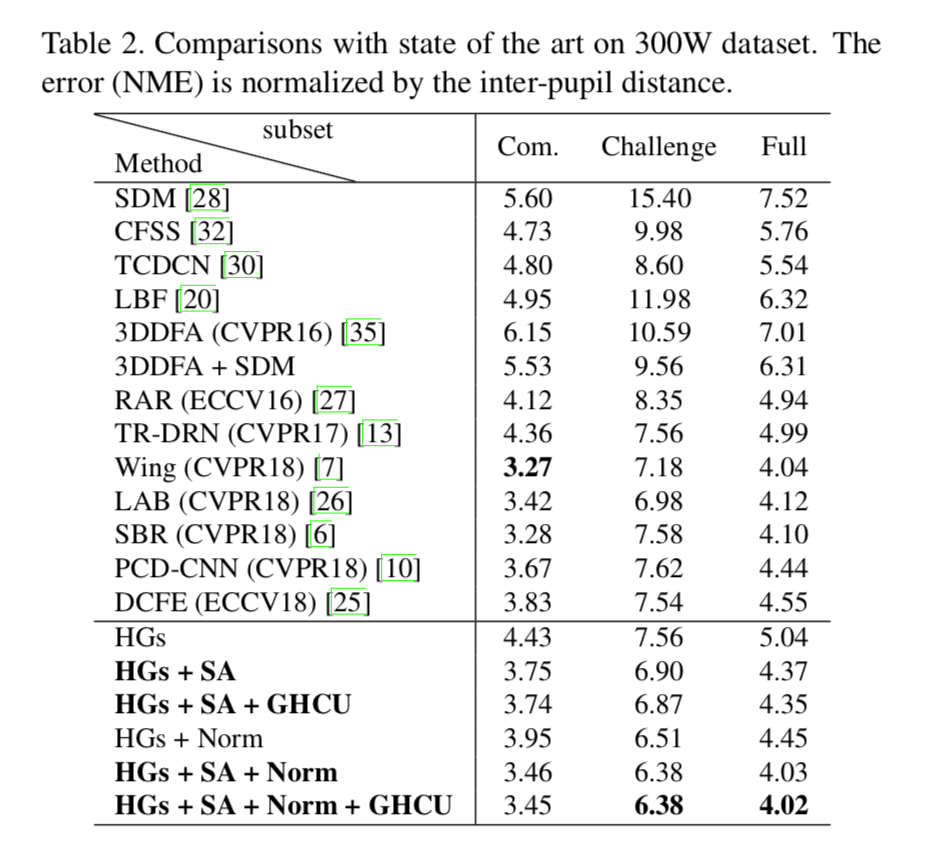 Table 2. Comparisons with state of the art on 300W dataset. The
error (NME) is normalized by the inter-pupil distance.
subset
Method Com. Challenge Full
SDM [28] 5.60 15.40 7.52
CFSS [32] 4.73 9.98 5.76
TCDCN [30] 4.80 8.60 5.54
LBF [20] 4.95 11.98 6.32
3DDFA (CVPR16) [35] 6.15 10.59 7.01
3DDFA + SDM 5.53 9.56 6.31
RAR (ECCV16) [27] 4.12 8.35 4.94
TR-DRN (CVPR17) [13] 4.36 7.56 4.99
Wing (CVPR18) [7] 3.27 7.18 4.04
LAB (CVPR18) [26] 3.42 6.98 4.12
SBR (CVPR18) [6] 3.28 7.58 4.10
PCD-CNN (CVPR18) [10] 3.67 7.62 4.44
DCFE (ECCV18) [25] 3.83 7.54 4.55
HGs 4.43 7.56 5.04
HGs + SA 3.75 6.90 4.37
HGs + SA + GHCU 3.74 6.87 4.35
HGs + Norm 3.95 6.51 4.45
HGs + SA + Norm 3.46 6.38 4.03
HGs + SA + Norm + GHCU 3.45 6.38 4.02